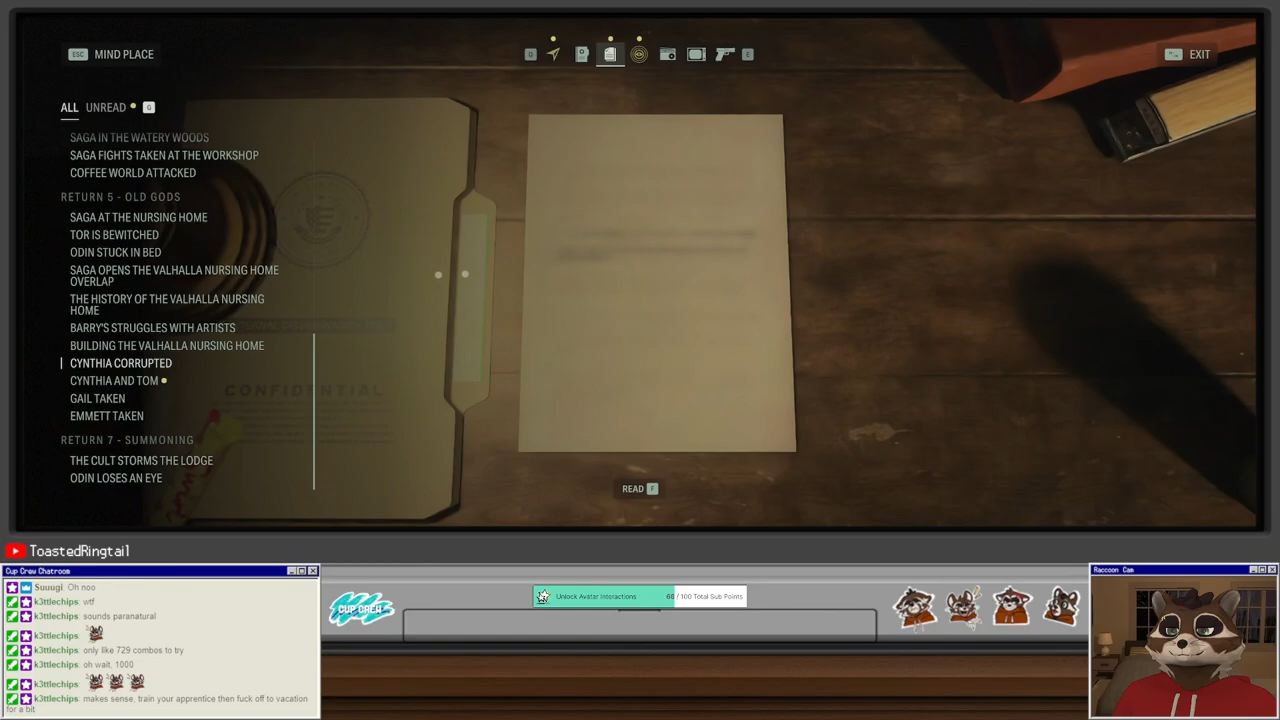 ESC MIND PLACE
Q
E
EXIT
ALL UNREAD G
SAGA IN THE WATERY WOODS
SAGA FIGHTS TAKEN AT THE WORKSHOP
COFFEE WORLD ATTACKED
RETURN 5 - OLD GODS
SAGA AT THE NURSING HOME
TOR IS BEWITCHED
ODIN STUCK IN BED
SAGA OPENS THE VALHALLA NURSING HOME
OVERLAP
THE HISTORY OF THE VALHALLA NURSING
HOME
BARRY'S STRUGGLES WITH ARTISTS
BUILDING THE VALHALLA NURSING HOME
CYNTHIA CORRUPTED
CYNTHIA AND TOM
CONFIDENTIAL
GAIL TAKEN
EMMETT TAKEN
RETURN 7 - SUMMONING
THE CULT STORMS THE LODGE
ODIN LOSES AN EYE
READ F
ToastedRingtail
Cup Crew Chatroom
Suuugi: Oh noo
k3ttlechips: wtf
k3ttlechips: sounds paranatural
k3ttlechips:
k3ttlechips: only like 729 combos to try
k3ttlechips: oh wait, 1000
k3ttlechips:
k3ttlechips: makes sense, train your apprentice then fuck off to vacation
for a bit
CUP CREW
Unlock Avatar Interactions 68 / 100 Total Sub Points
Raccoon Cam